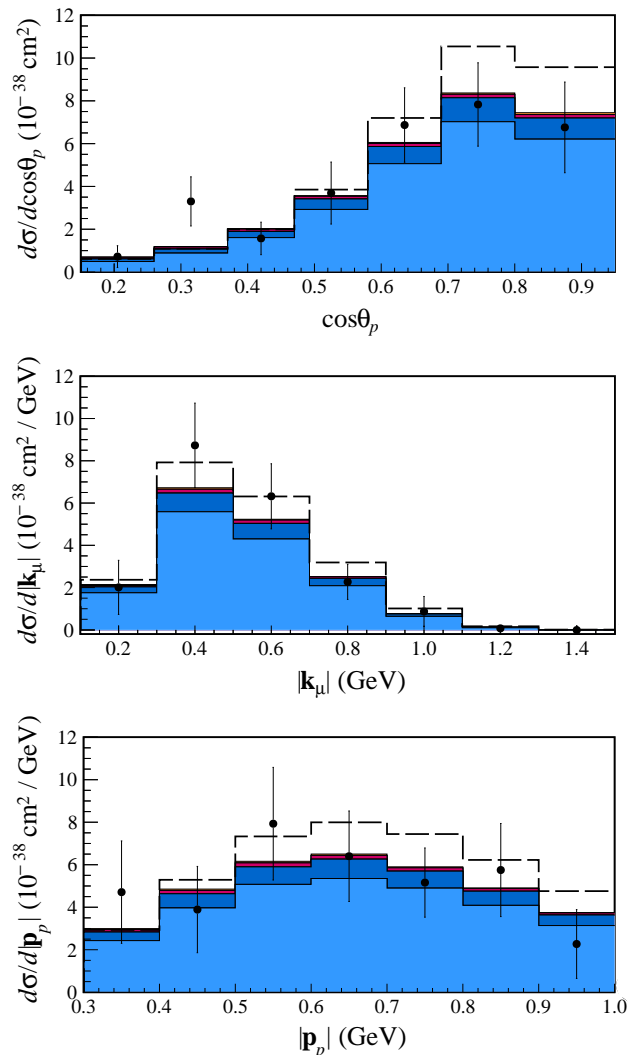 12
10
8
6
4
2
0
dσ/dcosθp (10⁻³⁸ cm²)
0.2 0.3 0.4 0.5 0.6 0.7 0.8 0.9
cosθp
12
10
8
6
4
2
0
dσ/d|kμ| (10⁻³⁸ cm² / GeV)
0.2 0.4 0.6 0.8 1.0 1.2 1.4
|kμ| (GeV)
12
10
8
6
4
2
0
dσ/d|pp| (10⁻³⁸ cm² / GeV)
0.3 0.4 0.5 0.6 0.7 0.8 0.9 1.0
|pp| (GeV)